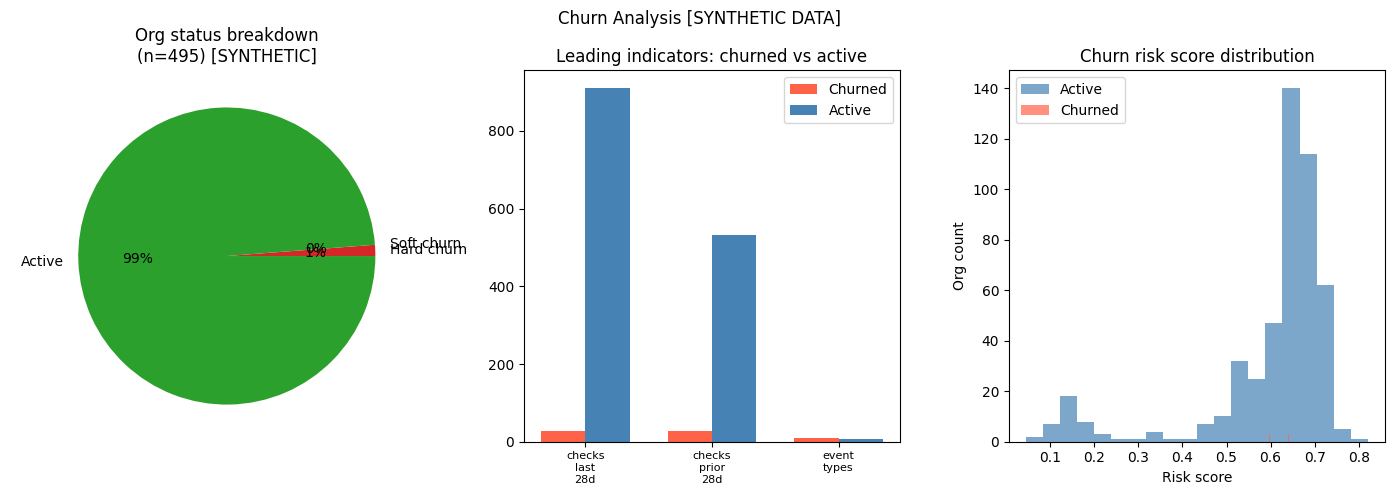 Churn Analysis [SYNTHETIC DATA]
Org status breakdown
(n=495) [SYNTHETIC]
Active
99%
0%
1%
Soft churn
Hard churn
Leading indicators: churned vs active
Churned
Active
800
600
400
200
0
checks
last
28d
checks
prior
28d
event
types
Churn risk score distribution
Active
Churned
Org count
140
120
100
80
60
40
20
0
0.1 0.2 0.3 0.4 0.5 0.6 0.7 0.8
Risk score